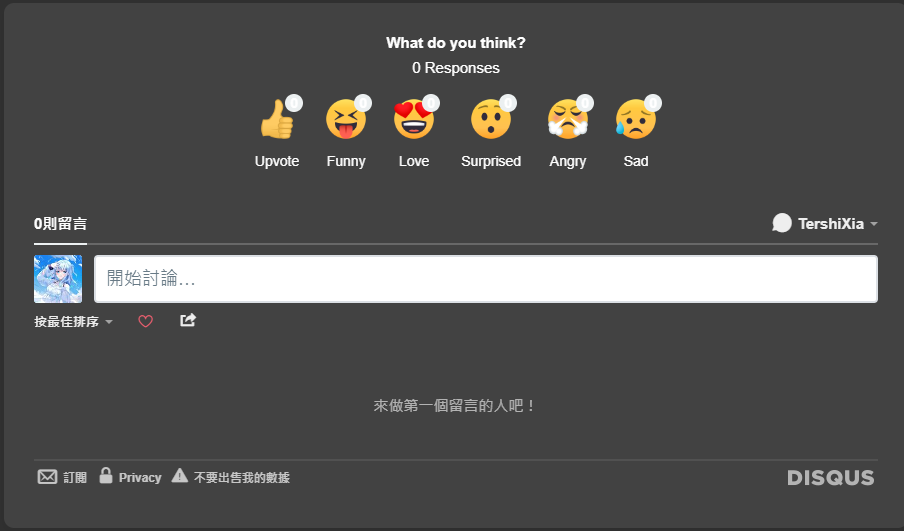 What do you think?
0 Responses
0 0 0 0 0 0
Upvote Funny Love Surprised Angry Sad
0則留言 TershiXia
開始討論...
按最佳排序
來做第一個留言的人吧！
訂閱 Privacy 不要出售我的數據 DISQUS